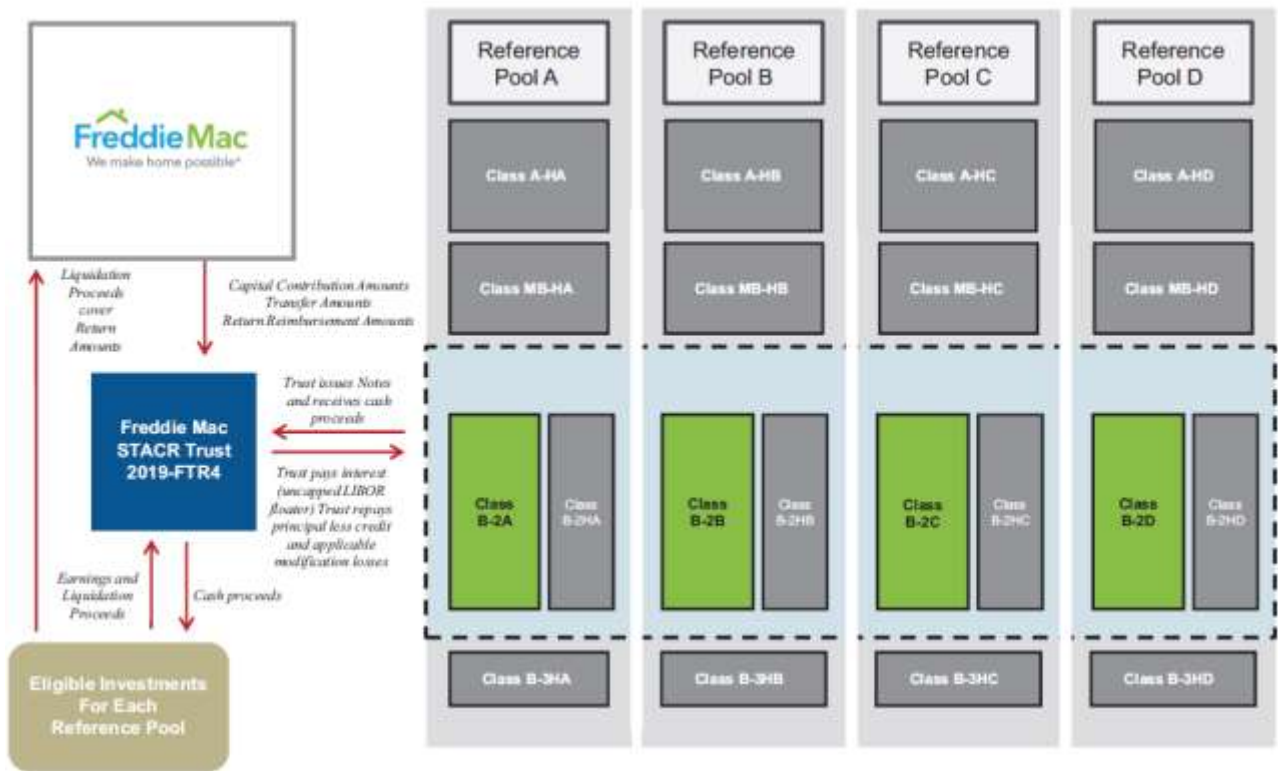 FreddieMac
We make home possible®
Reference
Pool A
Reference
Pool B
Reference
Pool C
Reference
Pool D
Class A-HA
Class A-HB
Class A-HC
Class A-HD
Class MB-HA
Class MB-HB
Class MB-HC
Class MB-HD
Liquidation
Proceeds
cover
Return
Amounts
Capital Contribution Amounts
Transfer Amounts
Return Reimbursement Amounts
Freddie Mac
STACR Trust
2019-FTR4
Trust issues Notes
and receives cash
proceeds
Trust pays interest
(uncapped LIBOR
floater) Trust repays
principal less credit
and applicable
modification losses
Class
B-2A
Class
B-2HA
Class
B-2B
Class
B-2HB
Class
B-2C
Class
B-2HC
Class
B-2D
Class
B-2HD
Earnings and
Liquidation
Proceeds
Cash proceeds
Eligible Investments
For Each
Reference Pool
Class B-3HA
Class B-3HB
Class B-3HC
Class B-3HD